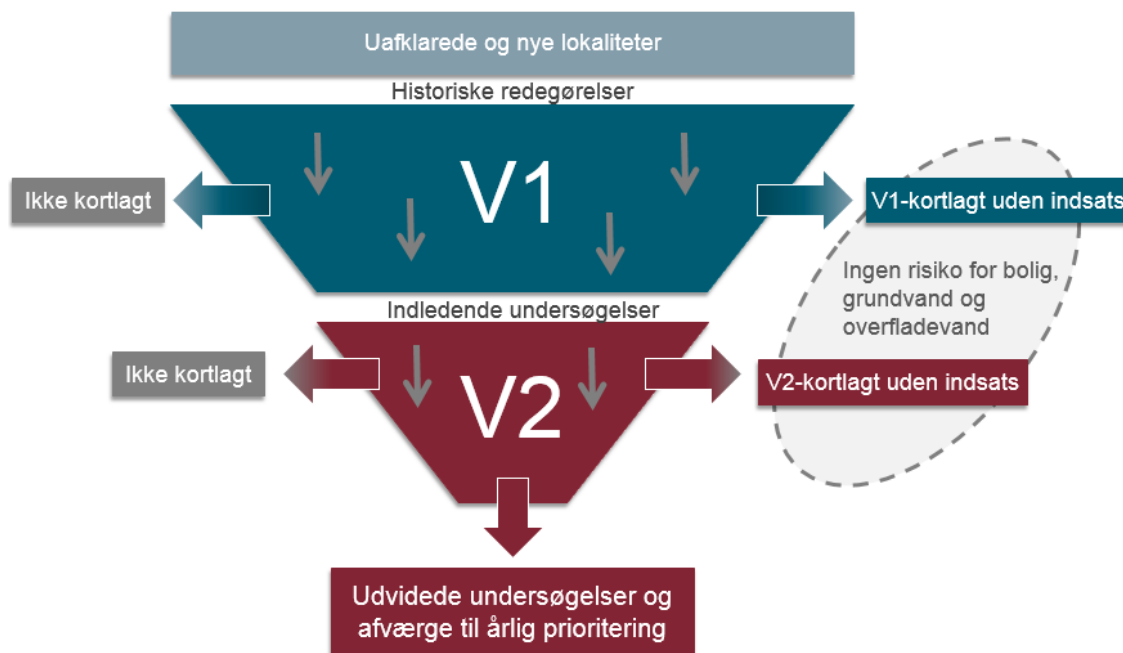 Uafklarede og nye lokaliteter
Historiske redegørelser
V1
Ikke kortlagt
V1-kortlagt uden indsats
Ingen risiko for bolig,
grundvand og
overfladevand
Indledende undersøgelser
Ikke kortlagt
V2
V2-kortlagt uden indsats
Udvidede undersøgelser og
afværge til årlig prioritering